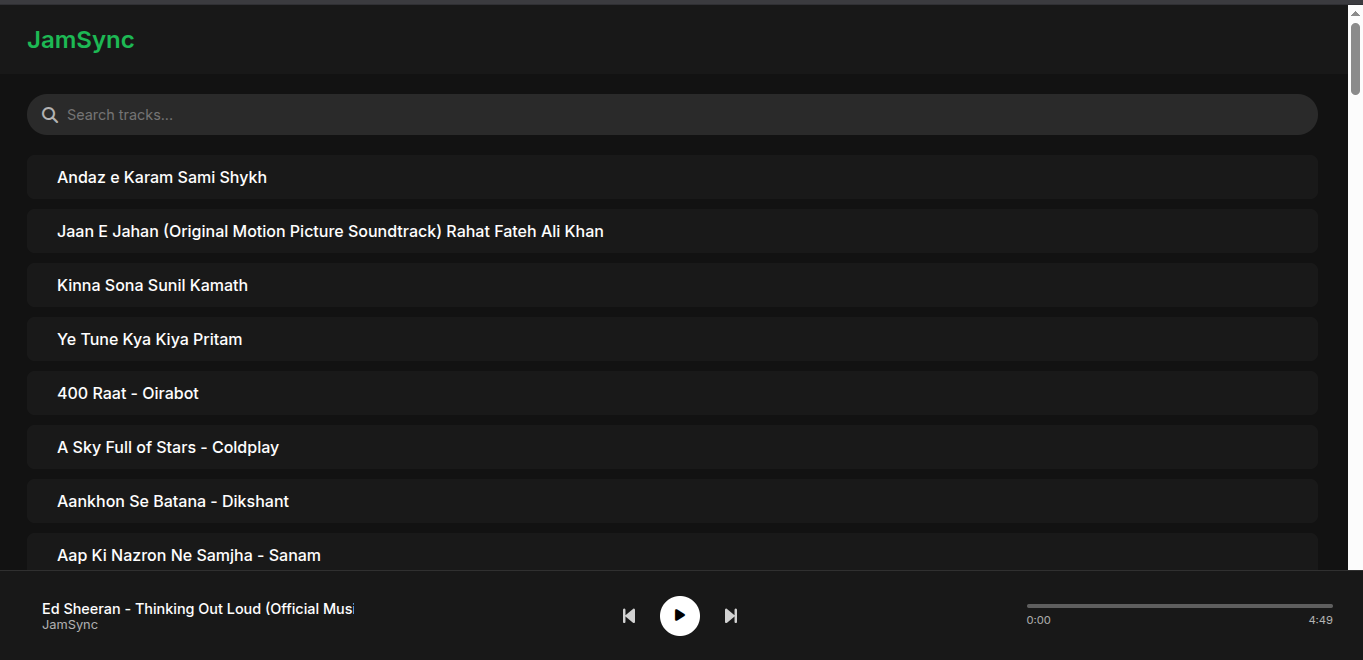 JamSync
Search tracks...
Andaz e Karam Sami Shykh
Jaan E Jahan (Original Motion Picture Soundtrack) Rahat Fateh Ali Khan
Kinna Sona Sunil Kamath
Ye Tune Kya Kiya Pritam
400 Raat - Oirabot
A Sky Full of Stars - Coldplay
Aankhon Se Batana - Dikshant
Aap Ki Nazron Ne Samjha - Sanam
Ed Sheeran - Thinking Out Loud (Official Musi
JamSync
0:00 4:49